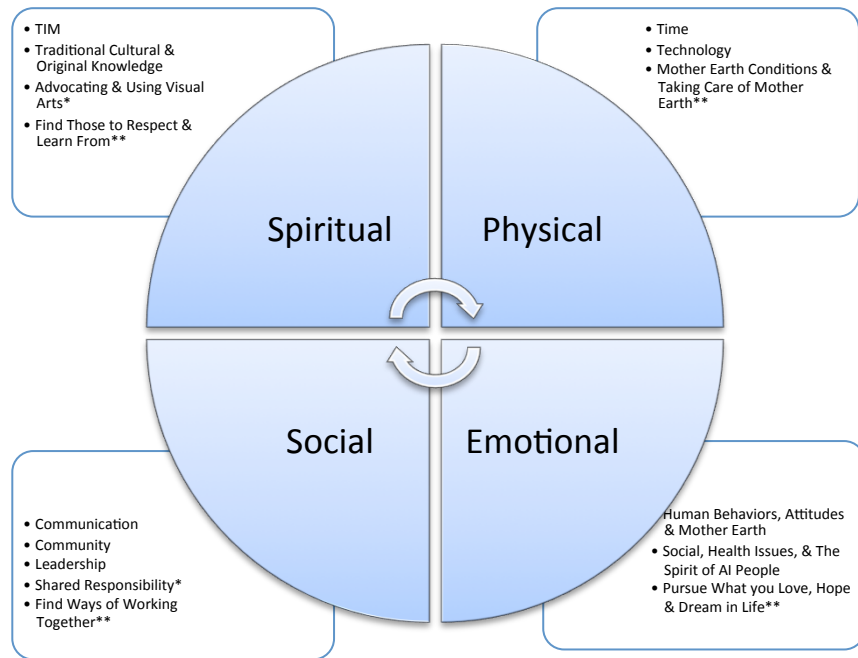 • TIM
• Traditional Cultural &
Original Knowledge
• Advocating & Using Visual
Arts*
• Find Those to Respect &
Learn From**
• Time
• Technology
• Mother Earth Conditions &
Taking Care of Mother
Earth**
Spiritual
Physical
Social
Emotional
• Communication
• Community
• Leadership
• Shared Responsibility*
• Find Ways of Working
Together**
Human Behaviors, Attitudes
& Mother Earth
• Social, Health Issues, & The
Spirit of AI People
• Pursue What you Love, Hope
& Dream in Life**